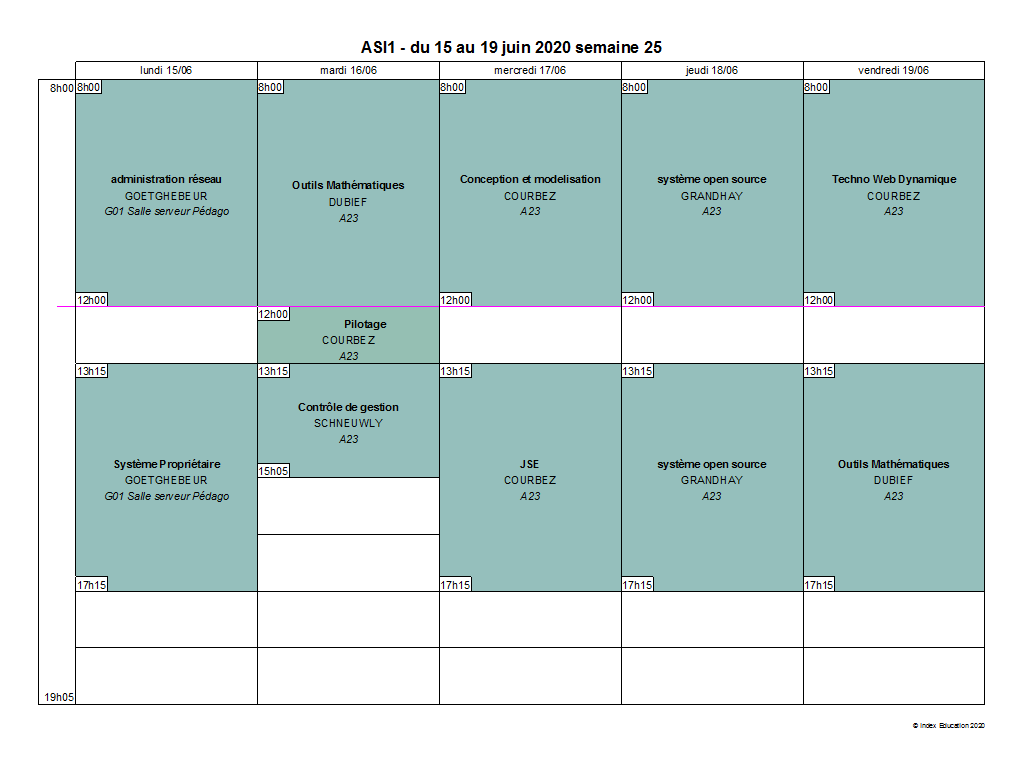 ASI1 - du 15 au 19 juin 2020 semaine 25
lundi 15/06
mardi 16/06
mercredi 17/06
jeudi 18/06
vendredi 19/06
8h00
8h00
8h00
8h00
8h00
8h00
administration réseau
GOETGHEBEUR
G01 Salle serveur Pédago
Outils Mathématiques
DUBIEF
A23
Conception et modelisation
COURBEZ
A23
système open source
GRANDHAY
A23
Techno Web Dynamique
COURBEZ
A23
12h00
12h00
12h00
12h00
12h00
Pilotage
COURBEZ
A23
13h15
13h15
13h15
13h15
13h15
Contrôle de gestion
SCHNEUWLY
A23
15h05
Système Propriétaire
GOETGHEBEUR
G01 Salle serveur Pédago
JSE
COURBEZ
A23
système open source
GRANDHAY
A23
Outils Mathématiques
DUBIEF
A23
17h15
17h15
17h15
17h15
19h05
© Index Education 2020